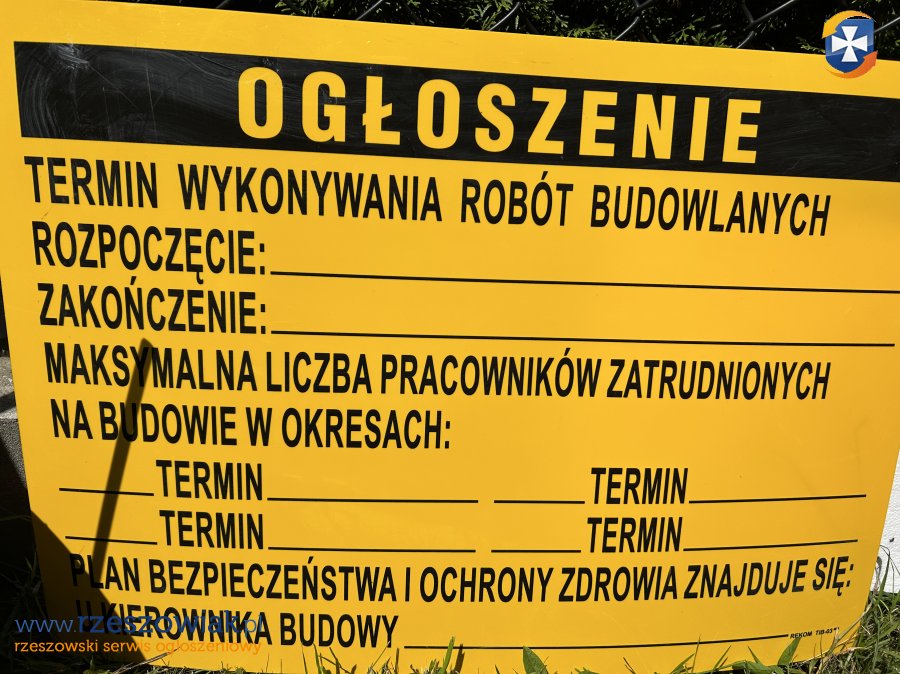 OGŁOSZENIE
TERMIN WYKONYWANIA ROBÓT BUDOWLANYCH
ROZPOCZĘCIE:
ZAKOŃCZENIE:
MAKSYMALNA LICZBA PRACOWNIKÓW ZATRUDNIONYCH
NA BUDOWIE W OKRESACH:
TERMIN TERMIN
TERMIN TERMIN
PLAN BEZPIECZEŃSTWA I OCHRONY ZDROWIA ZNAJDUJE SIĘ:
U KIEROWNIKA BUDOWY
REKOM
www.rzeszowiak.pl
rzeszowski serwis ogłoszeniowy